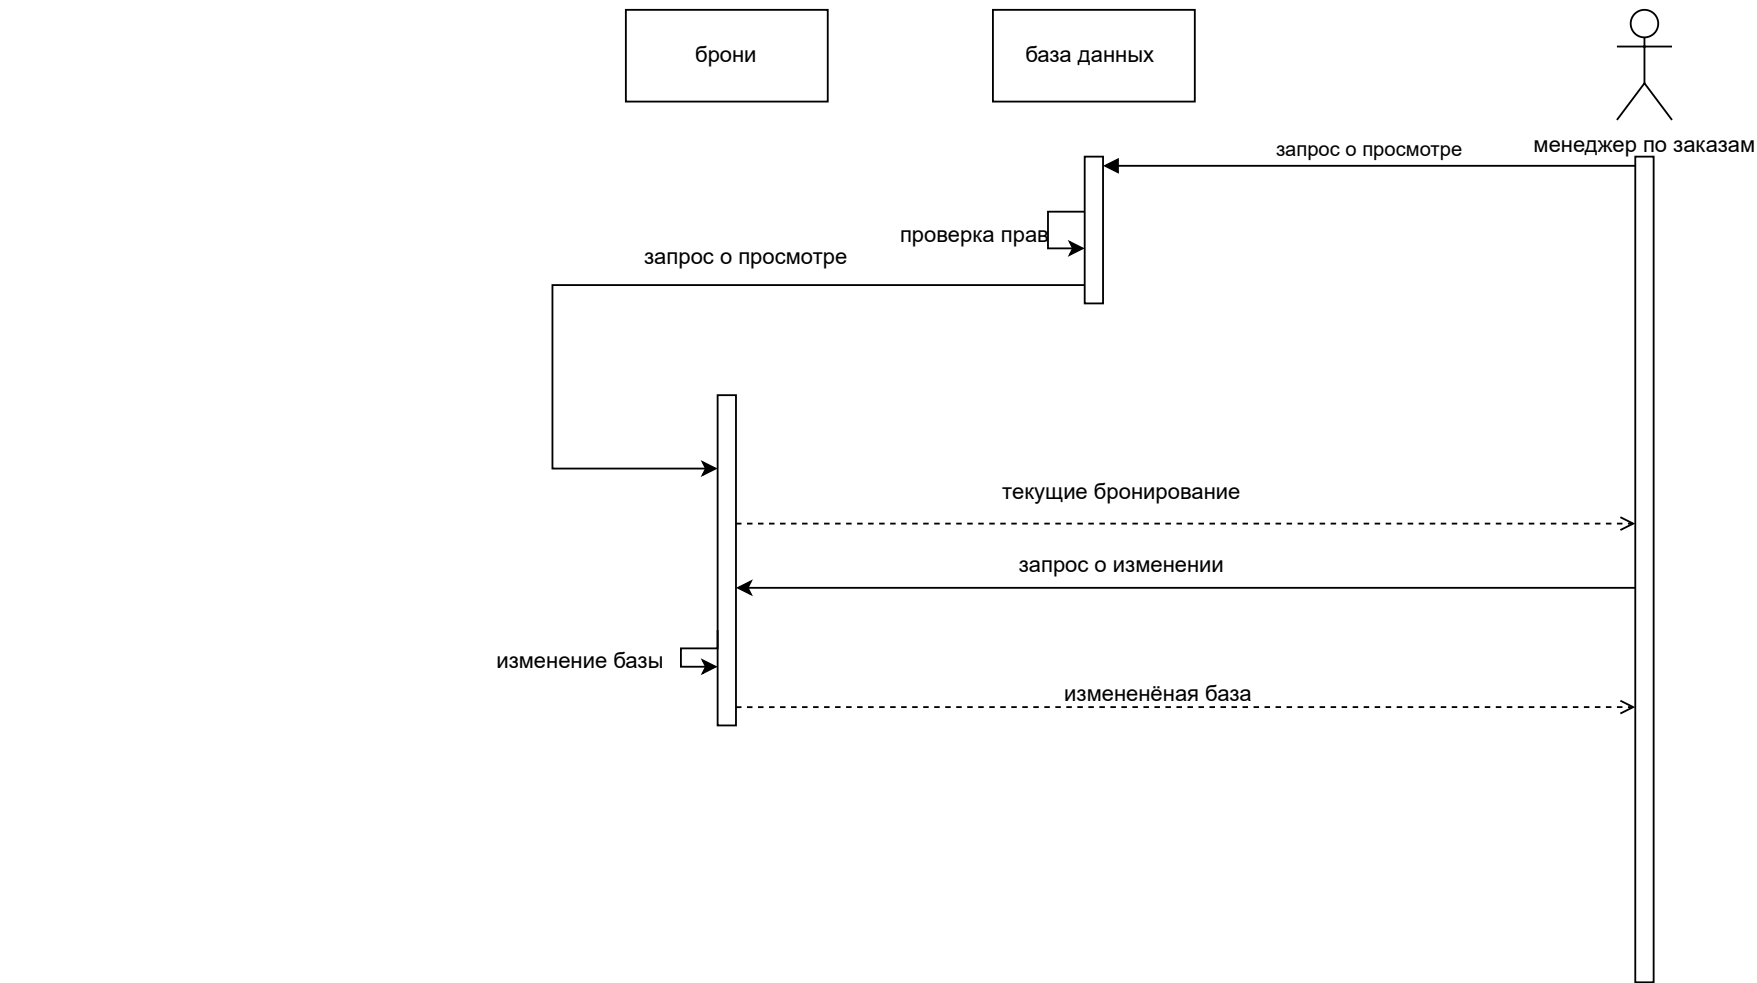 брони
база данных
менеджер по заказам
запрос о просмотре
проверка прав
запрос о просмотре
текущие бронирование
запрос о изменении
изменение базы
изменёная база